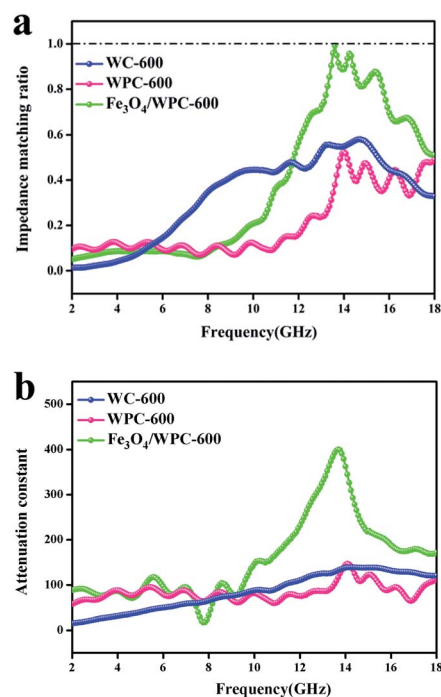 a
1.0
0.8
0.6
0.4
0.2
0.0
Impedance matching ratio
WC-600
WPC-600
Fe₃O₄/WPC-600
2 4 6 8 10 12 14 16 18
Frequency(GHz)
b
500
400
300
200
100
0
Attenuation constant
WC-600
WPC-600
Fe₃O₄/WPC-600
2 4 6 8 10 12 14 16 18
Frequency(GHz)